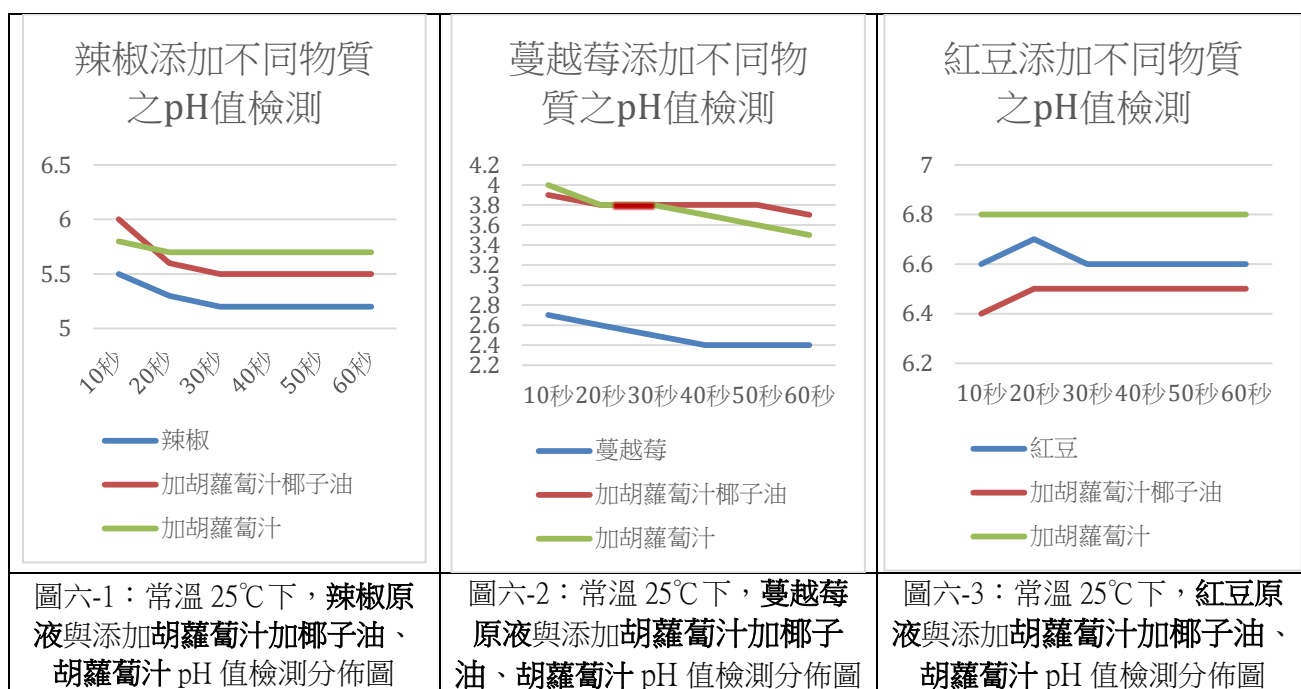 辣椒添加不同物質
之pH值檢測
6.5
6
5.5
5
10秒 20秒 30秒 40秒 50秒 60秒
辣椒
加胡蘿蔔汁椰子油
加胡蘿蔔汁
圖六-1：常溫 25℃下，辣椒原
液與添加胡蘿蔔汁加椰子油、
胡蘿蔔汁 pH 值檢測分佈圖
蔓越莓添加不同物
質之pH值檢測
4.2
4
3.8
3.6
3.4
3.2
3
2.8
2.6
2.4
2.2
10秒20秒30秒40秒50秒60秒
蔓越莓
加胡蘿蔔汁椰子油
加胡蘿蔔汁
圖六-2：常溫 25℃下，蔓越莓
原液與添加胡蘿蔔汁加椰子
油、胡蘿蔔汁 pH 值檢測分佈圖
紅豆添加不同物質
之pH值檢測
7
6.8
6.6
6.4
6.2
10秒20秒30秒40秒50秒60秒
紅豆
加胡蘿蔔汁椰子油
加胡蘿蔔汁
圖六-3：常溫 25℃下，紅豆原
液與添加胡蘿蔔汁加椰子油、
胡蘿蔔汁 pH 值檢測分佈圖